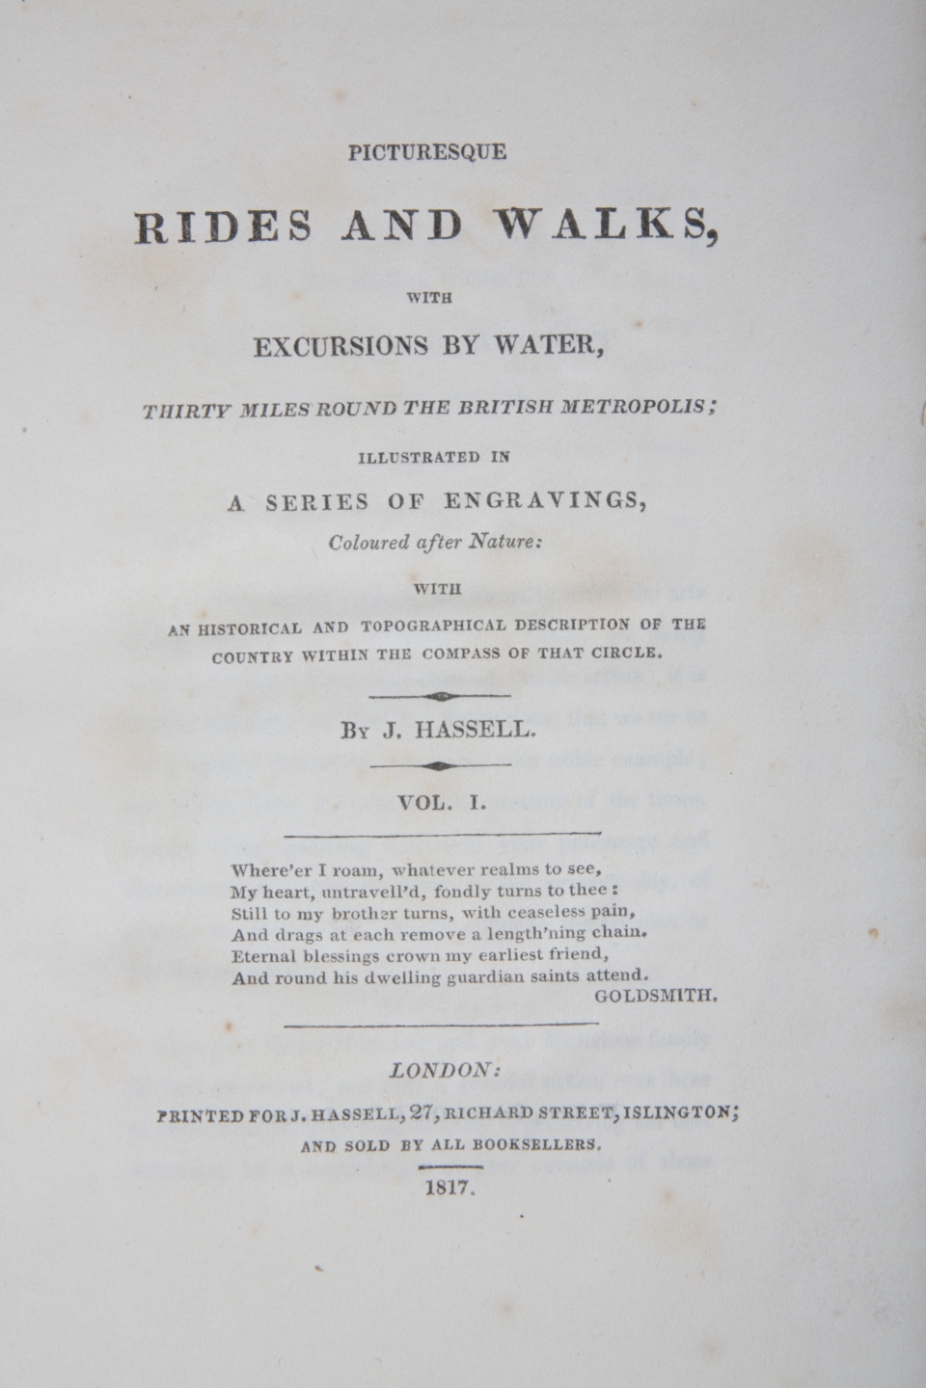 PICTURESQUE
RIDES AND WALKS,
WITH
EXCURSIONS BY WATER,
THIRTY MILES ROUND THE BRITISH METROPOLIS;
ILLUSTRATED IN
A SERIES OF ENGRAVINGS,
Coloured after Nature:
WITH
AN HISTORICAL AND TOPOGRAPHICAL DESCRIPTION OF THE
COUNTRY WITHIN THE COMPASS OF THAT CIRCLE.
BY J. HASSELL.
VOL. I.
Where'er I roam, whatever realms to see,
My heart, untravell'd, fondly turns to thee:
Still to my brother turns, with ceaseless pain,
And drags at each remove a length'ning chain.
Eternal blessings crown my earliest friend,
And round his dwelling guardian saints attend.
GOLDSMITH.
LONDON:
PRINTED FOR J. HASSELL, 27, RICHARD STREET, ISLINGTON;
AND SOLD BY ALL BOOKSELLERS.
1817.